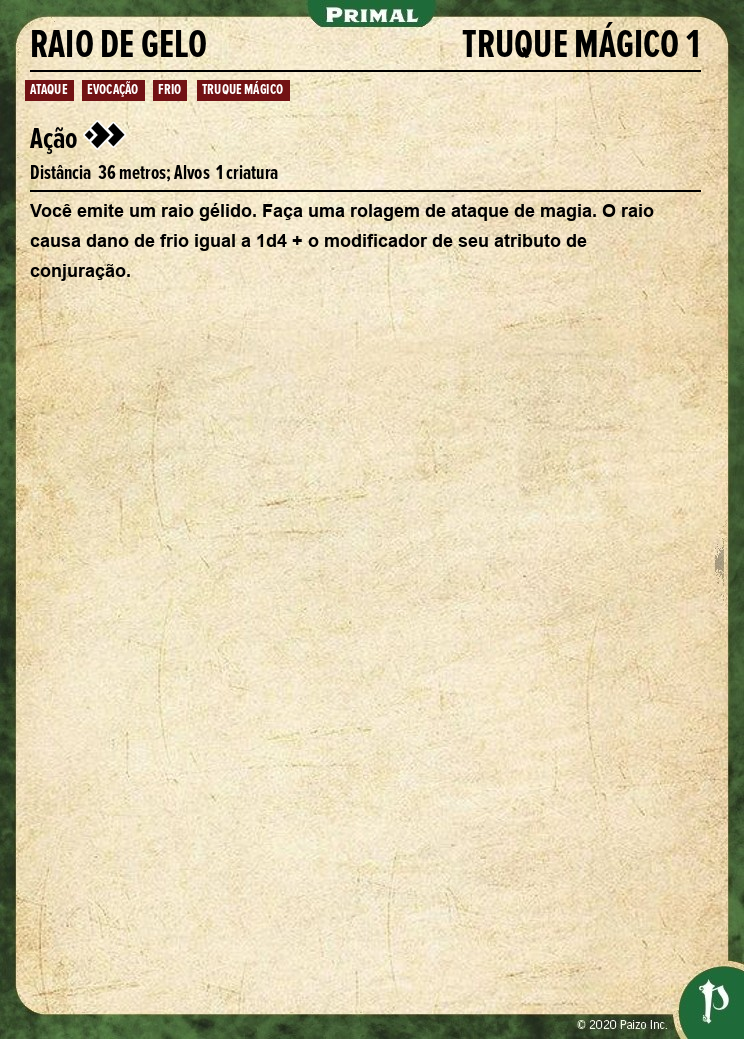 PRIMAL
RAIO DE GELO TRUQUE MÁGICO 1
ATAQUE EVOCAÇÃO FRIO TRUQUE MÁGICO
Ação
Distância 36 metros; Alvos 1 criatura
Você emite um raio gélido. Faça uma rolagem de ataque de magia. O raio
causa dano de frio igual a 1d4 + o modificador de seu atributo de
conjuração.
© 2020 Paizo Inc.
P